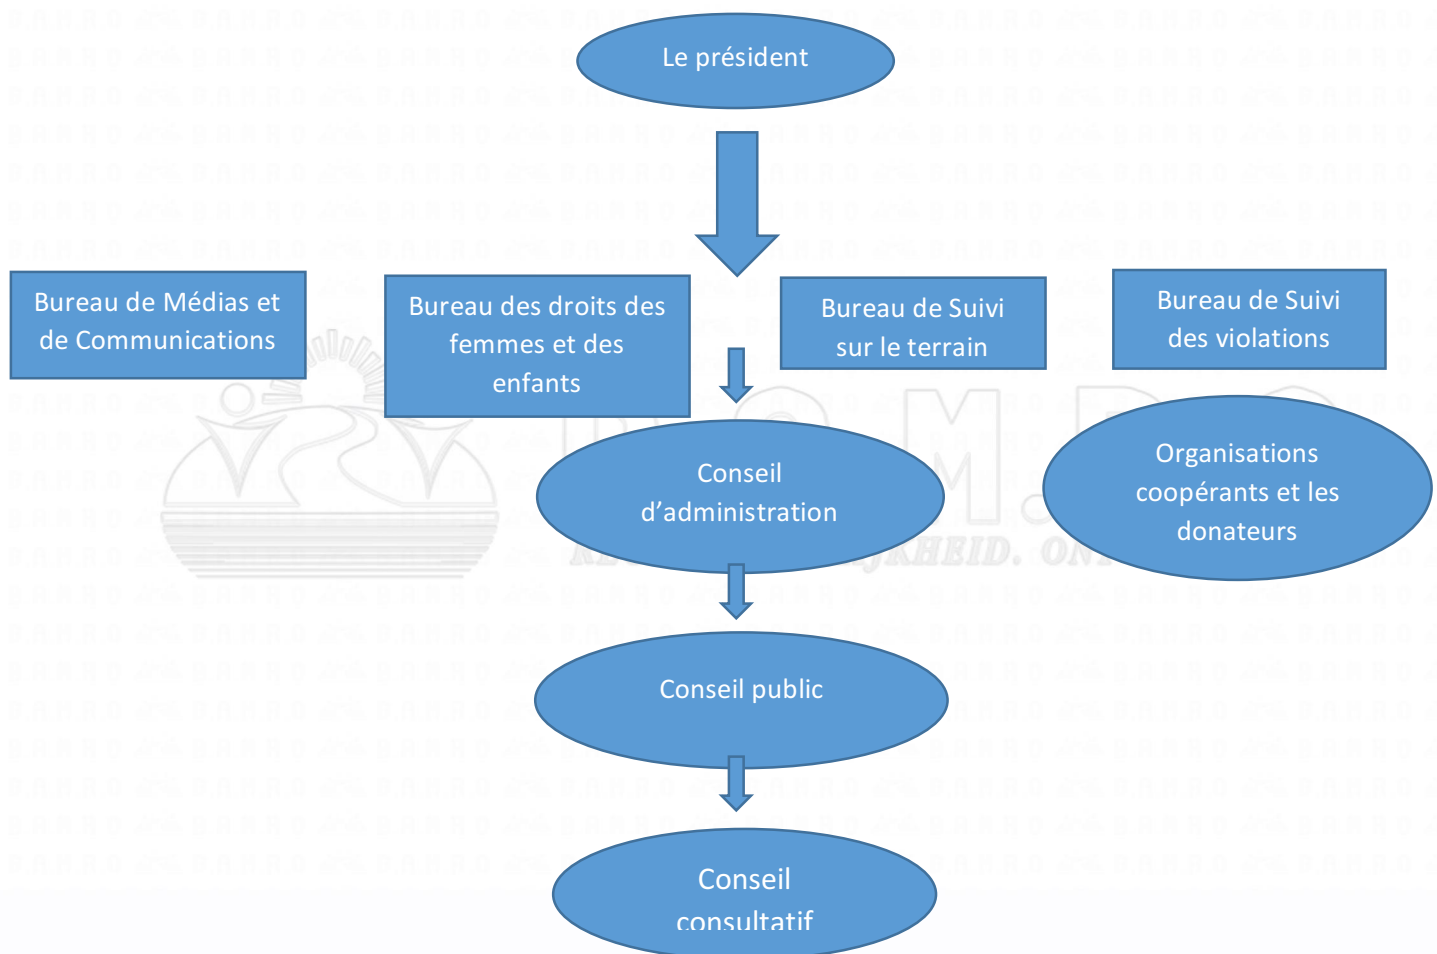 Le président
Bureau de Médias et
de Communications
Bureau des droits des
femmes et des
enfants
Bureau de Suivi
sur le terrain
Bureau de Suivi
des violations
Conseil
d’administration
Organisations
coopérants et les
donateurs
Conseil public
Conseil
consultatif